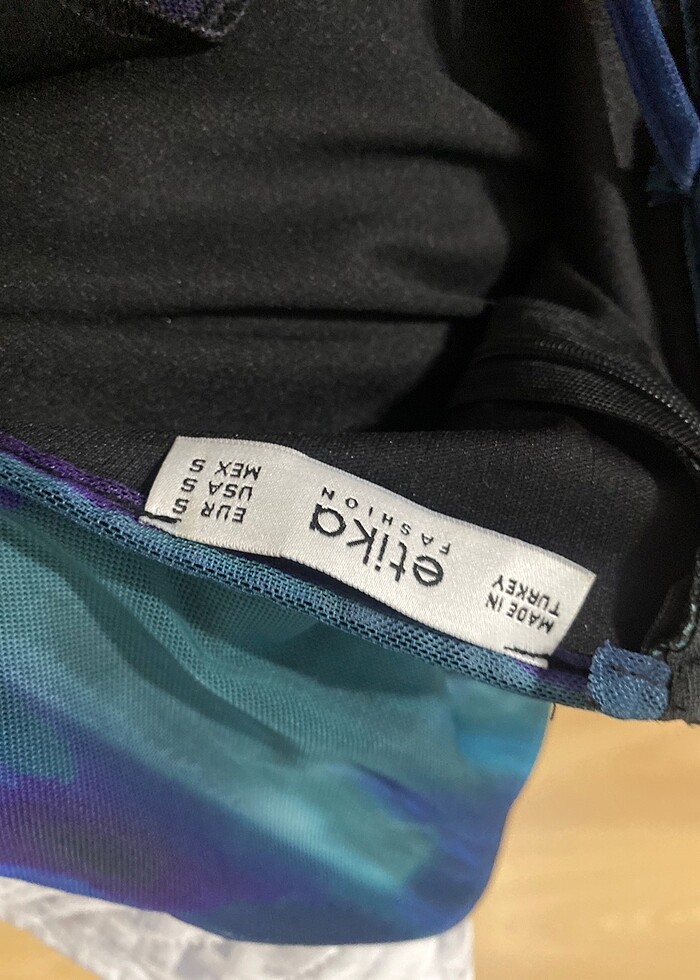 MADE IN
TURKEY
etika
FASHION
EUR S
USA S
MEX S